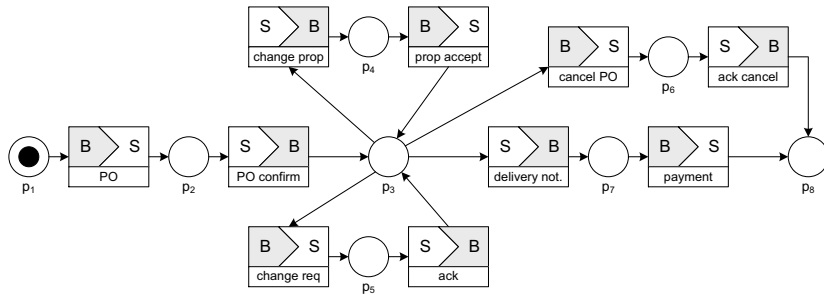 S B B S
change prop p4 prop accept
B S S B
cancel PO p6 ack cancel
B S S B S B B S
p1 PO p2 PO confirm p3 delivery not. p7 payment p8
B S S B
change req p5 ack